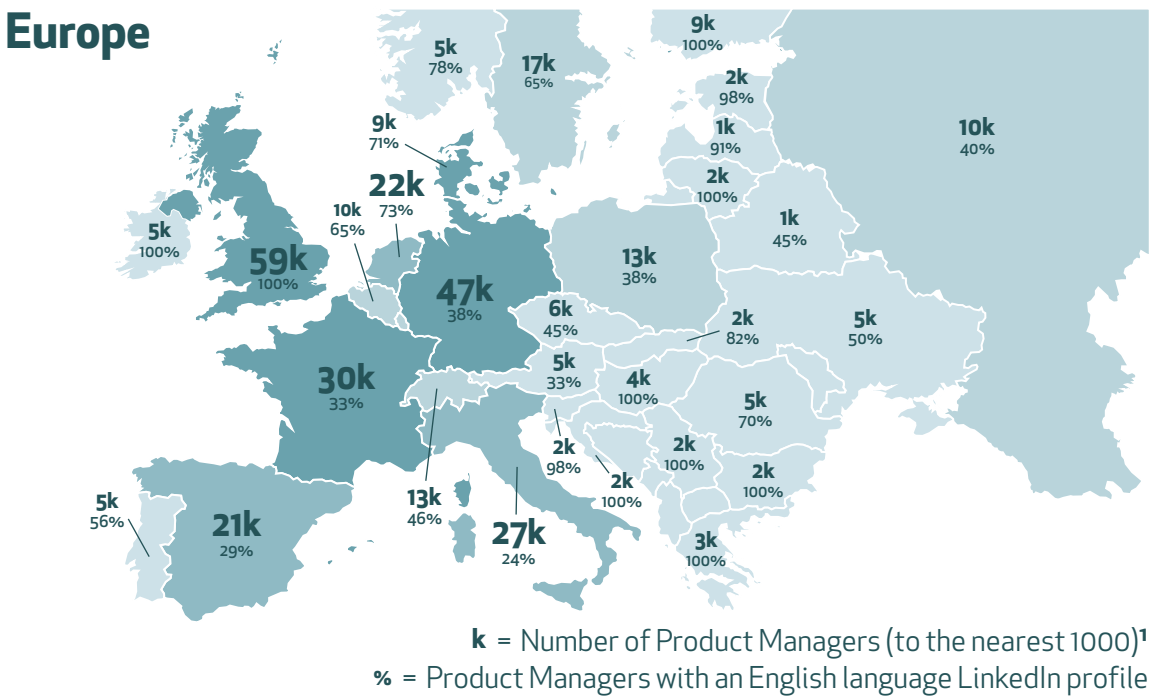 Europe
5k
78%
17k
65%
9k
100%
2k
98%
9k
71%
1k
91%
10k
40%
22k
73%
2k
100%
10k
65%
5k
100%
1k
45%
59k
100%
13k
38%
47k
38%
6k
45%
2k
82%
5k
50%
30k
33%
5k
33%
4k
100%
5k
70%
2k
98%
2k
100%
2k
100%
2k
100%
5k
56%
21k
29%
13k
46%
27k
24%
3k
100%
k = Number of Product Managers (to the nearest 1000)¹
% = Product Managers with an English language LinkedIn profile